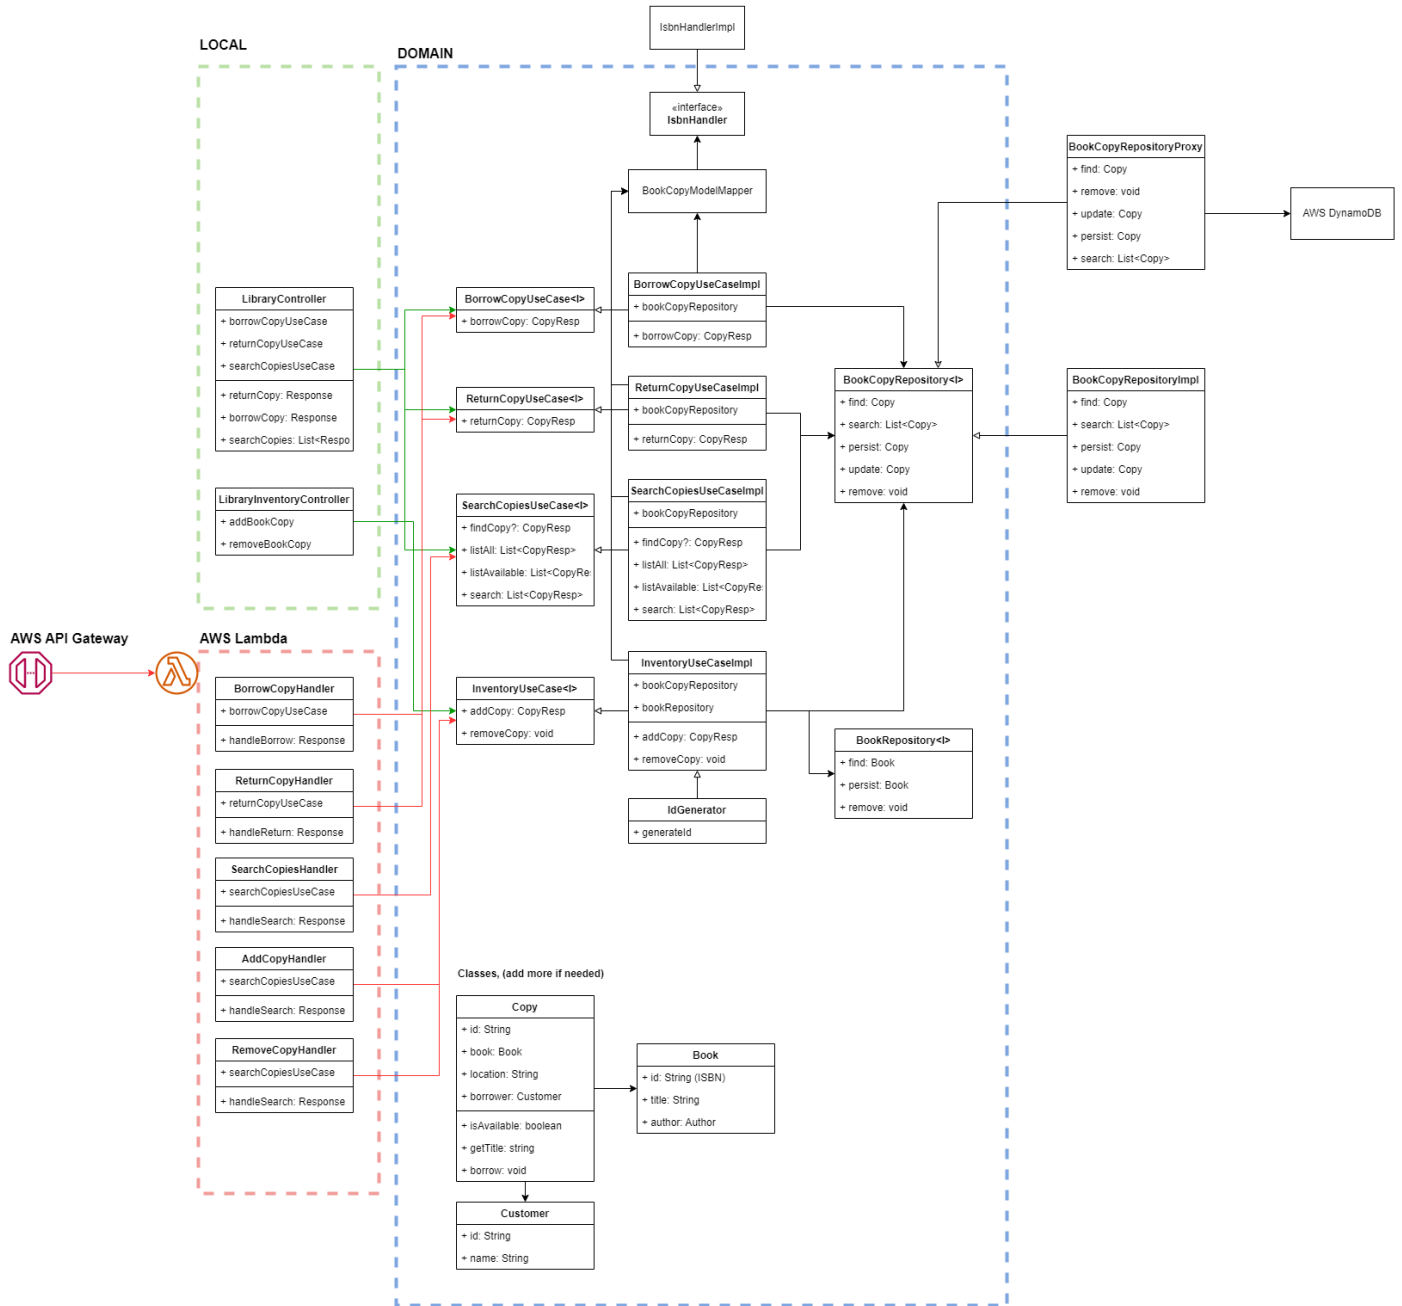 IsbnHandlerImpl
LOCAL
DOMAIN
«interface»
IsbnHandler
BookCopyModelMapper
BookCopyRepositoryProxy
+ find: Copy
+ remove: void
+ update: Copy
+ persist: Copy
+ search: List<Copy>
AWS DynamoDB
LibraryController
+ borrowCopyUseCase
+ returnCopyUseCase
+ searchCopiesUseCase
+ returnCopy: Response
+ borrowCopy: Response
+ searchCopies: List<Respo
LibraryInventoryController
+ addBookCopy
+ removeBookCopy
BorrowCopyUseCase<I>
+ borrowCopy: CopyResp
ReturnCopyUseCase<I>
+ returnCopy: CopyResp
SearchCopiesUseCase<I>
+ findCopy?: CopyResp
+ listAll: List<CopyResp>
+ listAvailable: List<CopyRe
+ search: List<CopyResp>
InventoryUseCase<I>
+ addCopy: CopyResp
+ removeCopy: void
BorrowCopyUseCaseImpl
+ bookCopyRepository
+ borrowCopy: CopyResp
ReturnCopyUseCaseImpl
+ bookCopyRepository
+ returnCopy: CopyResp
SearchCopiesUseCaseImpl
+ bookCopyRepository
+ findCopy?: CopyResp
+ listAll: List<CopyResp>
+ listAvailable: List<CopyRe
+ search: List<CopyResp>
InventoryUseCaseImpl
+ bookCopyRepository
+ bookRepository
+ addCopy: CopyResp
+ removeCopy: void
IdGenerator
+ generateId
BookCopyRepository<I>
+ find: Copy
+ search: List<Copy>
+ persist: Copy
+ update: Copy
+ remove: void
BookCopyRepositoryImpl
+ find: Copy
+ search: List<Copy>
+ persist: Copy
+ update: Copy
+ remove: void
BookRepository<I>
+ find: Book
+ persist: Book
+ remove: void
AWS API Gateway
AWS Lambda
BorrowCopyHandler
+ borrowCopyUseCase
+ handleBorrow: Response
ReturnCopyHandler
+ returnCopyUseCase
+ handleReturn: Response
SearchCopiesHandler
+ searchCopiesUseCase
+ handleSearch: Response
AddCopyHandler
+ searchCopiesUseCase
+ handleSearch: Response
RemoveCopyHandler
+ searchCopiesUseCase
+ handleSearch: Response
Classes, (add more if needed)
Copy
+ id: String
+ book: Book
+ location: String
+ borrower: Customer
+ isAvailable: boolean
+ getTitle: string
+ borrow: void
Book
+ id: String (ISBN)
+ title: String
+ author: Author
Customer
+ id: String
+ name: String